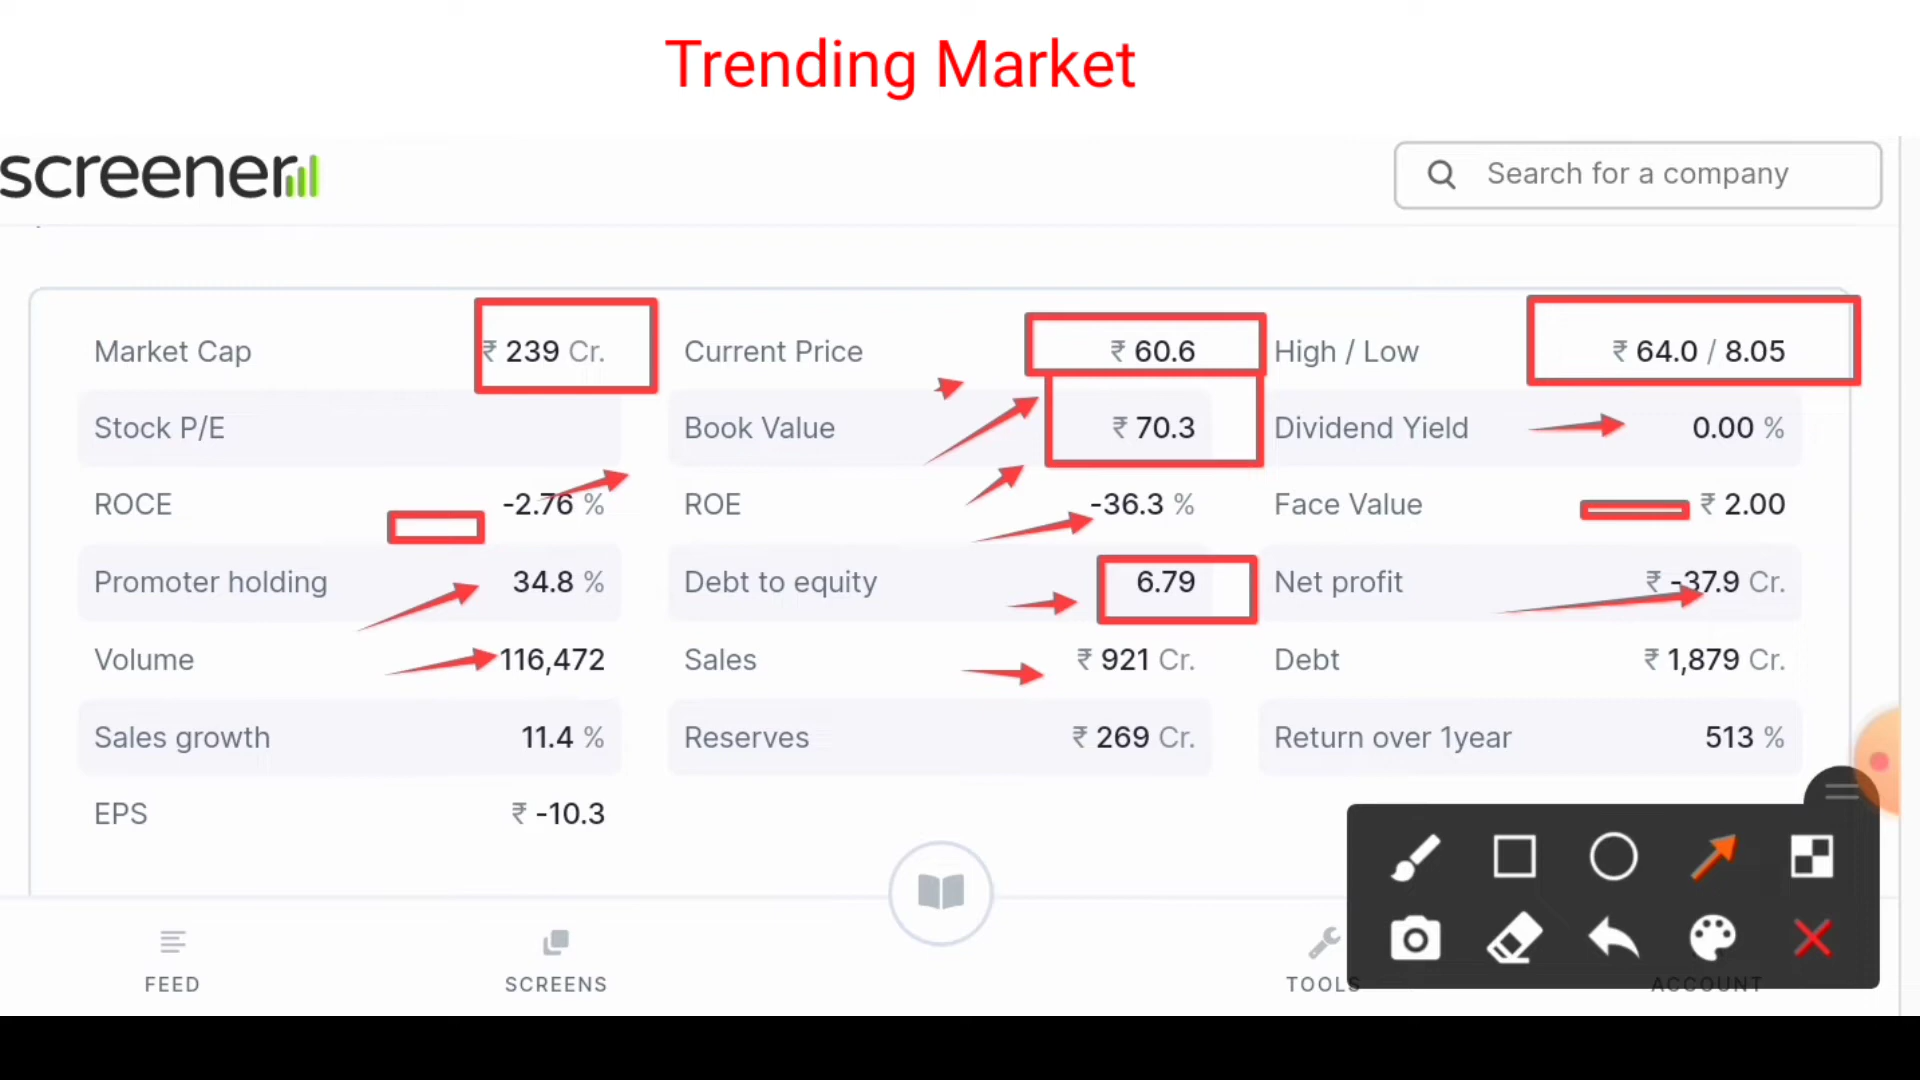 Trending Market
screener
Search for a company
Market Cap ₹ 239 Cr. Current Price ₹ 60.6 High / Low ₹ 64.0 / 8.05
Stock P/E Book Value ₹ 70.3 Dividend Yield 0.00 %
ROCE -2.76 % ROE -36.3 % Face Value ₹ 2.00
Promoter holding 34.8 % Debt to equity 6.79 Net profit ₹ -37.9 Cr.
Volume 116,472 Sales ₹ 921 Cr. Debt ₹ 1,879 Cr.
Sales growth 11.4 % Reserves ₹ 269 Cr. Return over 1year 513 %
EPS ₹ -10.3
FEED SCREENS TOOLS ACCOUNT